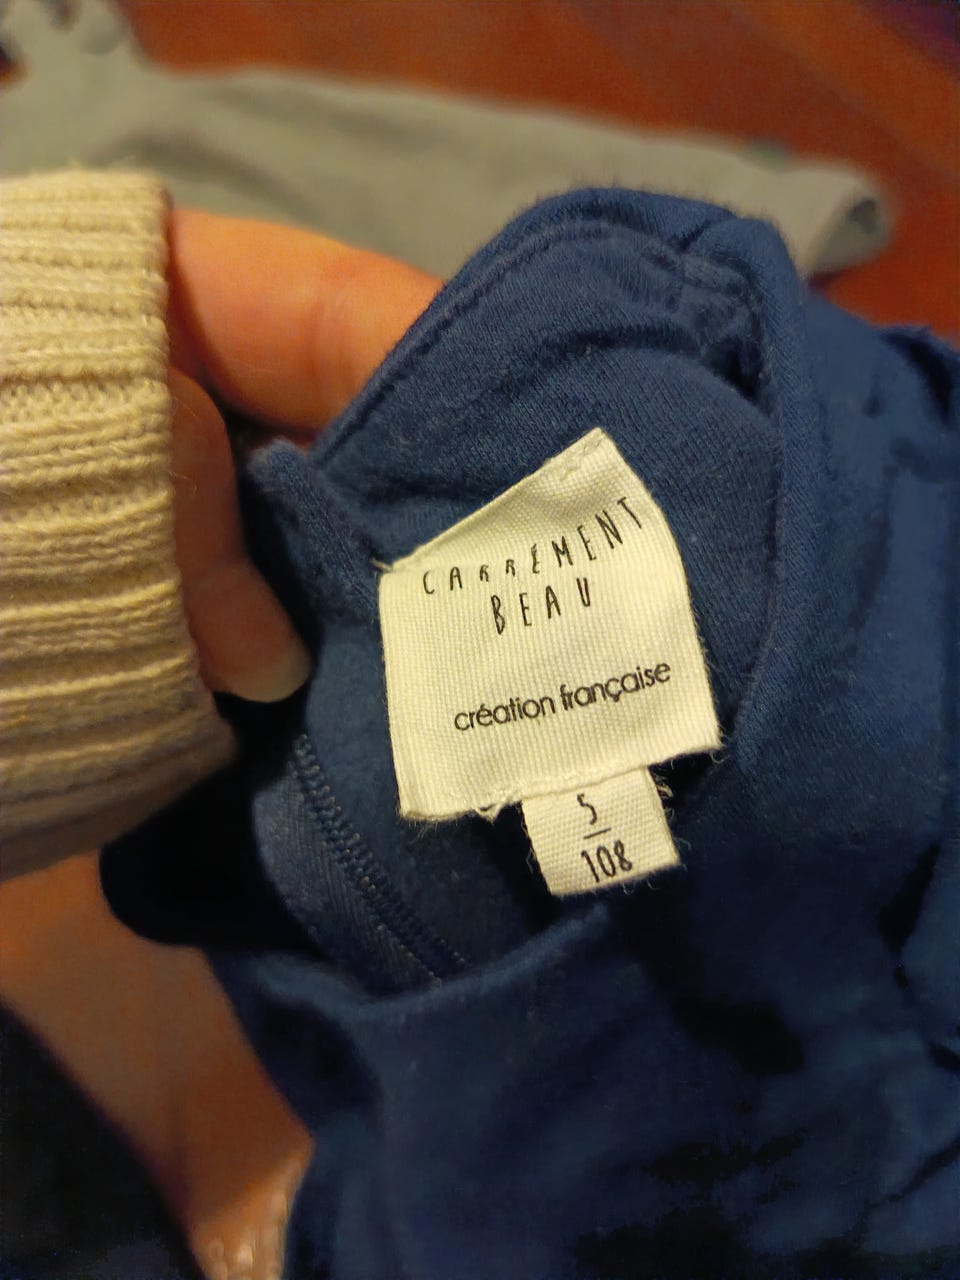 CARREMENT
BEAU
création française
5
108